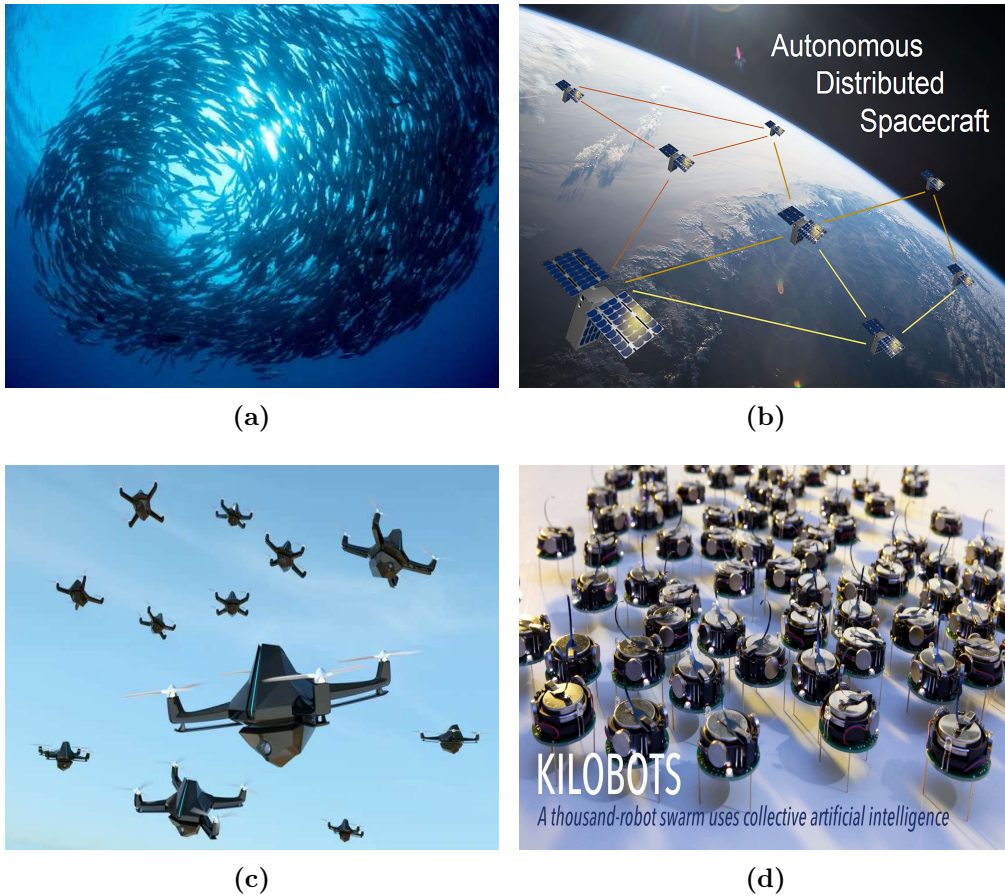 Autonomous
Distributed
Spacecraft
(a)
(b)
KILOBOTS
A thousand-robot swarm uses collective artificial intelligence
(c)
(d)